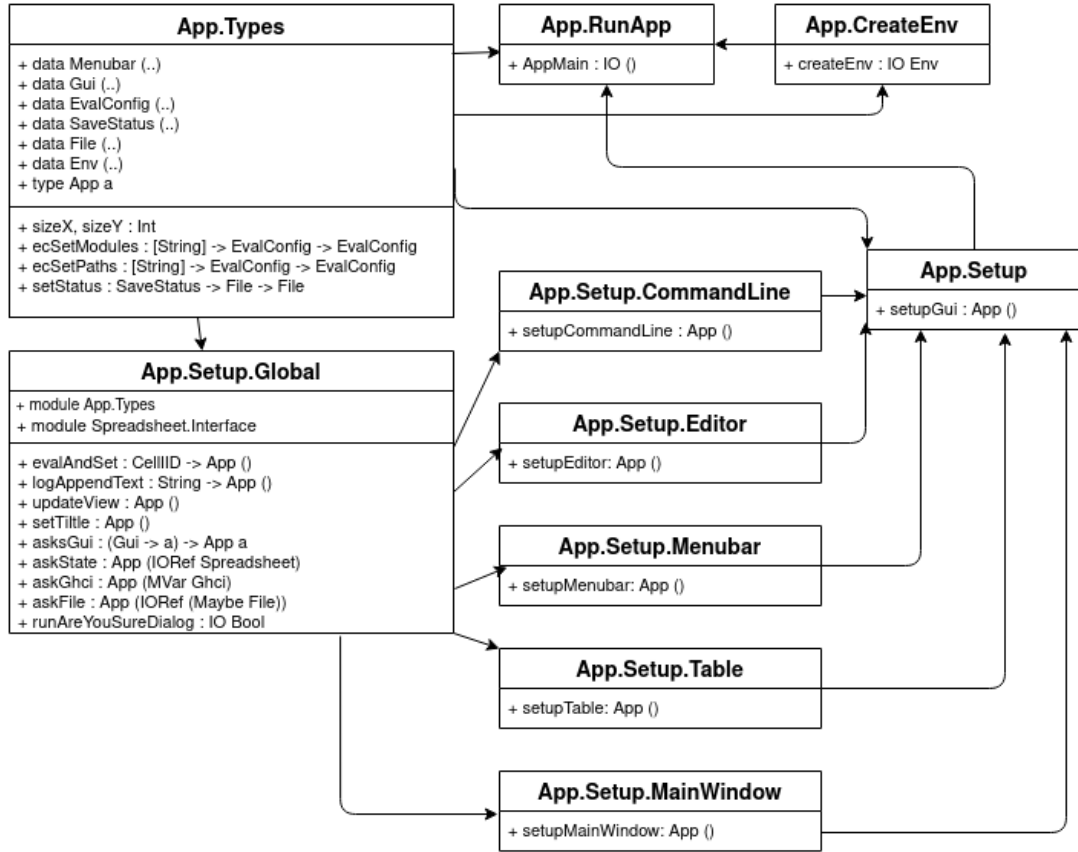 App.Types
+ data Menubar (..)
+ data Gui (..)
+ data EvalConfig (..)
+ data SaveStatus (..)
+ data File (..)
+ data Env (..)
+ type App a
+ sizeX, sizeY : Int
+ ecSetModules : [String] -> EvalConfig -> EvalConfig
+ ecSetPaths : [String] -> EvalConfig -> EvalConfig
+ setStatus : SaveStatus -> File -> File
App.RunApp
+ AppMain : IO ()
App.CreateEnv
+ createEnv : IO Env
App.Setup
+ setupGui : App ()
App.Setup.Global
+ module App.Types
+ module Spreadsheet.Interface
+ evalAndSet : CellIID -> App ()
+ logAppendText : String -> App ()
+ updateView : App ()
+ setTiltle : App ()
+ asksGui : (Gui -> a) -> App a
+ askState : App (IORef Spreadsheet)
+ askGhci : App (MVar Ghci)
+ askFile : App (IORef (Maybe File))
+ runAreYouSureDialog : IO Bool
App.Setup.CommandLine
+ setupCommandLine : App ()
App.Setup.Editor
+ setupEditor: App ()
App.Setup.Menubar
+ setupMenubar: App ()
App.Setup.Table
+ setupTable: App ()
App.Setup.MainWindow
+ setupMainWindow: App ()